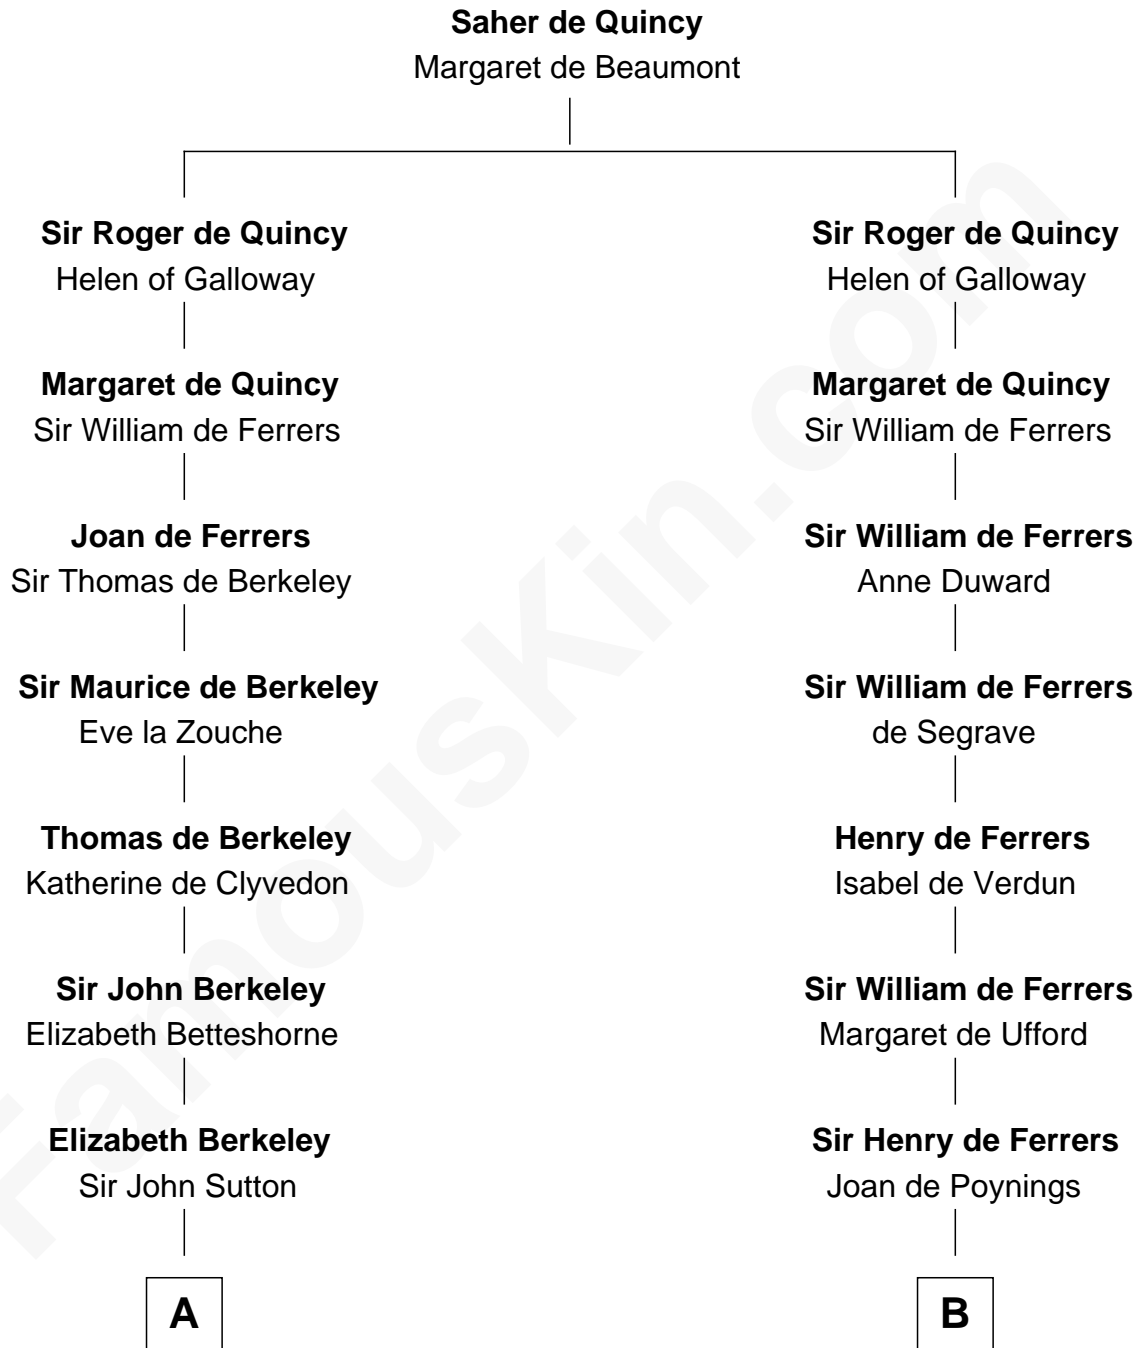 Saher de Quincy
Margaret de Beaumont
Sir Roger de Quincy
Helen of Galloway
Sir Roger de Quincy
Helen of Galloway
Margaret de Quincy
Sir William de Ferrers
Margaret de Quincy
Sir William de Ferrers
Joan de Ferrers
Sir Thomas de Berkeley
Sir William de Ferrers
Anne Duward
Sir Maurice de Berkeley
Eve la Zouche
Sir William de Ferrers
de Segrave
Thomas de Berkeley
Katherine de Clyvedon
Henry de Ferrers
Isabel de Verdun
Sir John Berkeley
Elizabeth Betteshorne
Sir William de Ferrers
Margaret de Ufford
Elizabeth Berkeley
Sir John Sutton
Sir Henry de Ferrers
Joan de Poynings
A
B
FamousKin.com